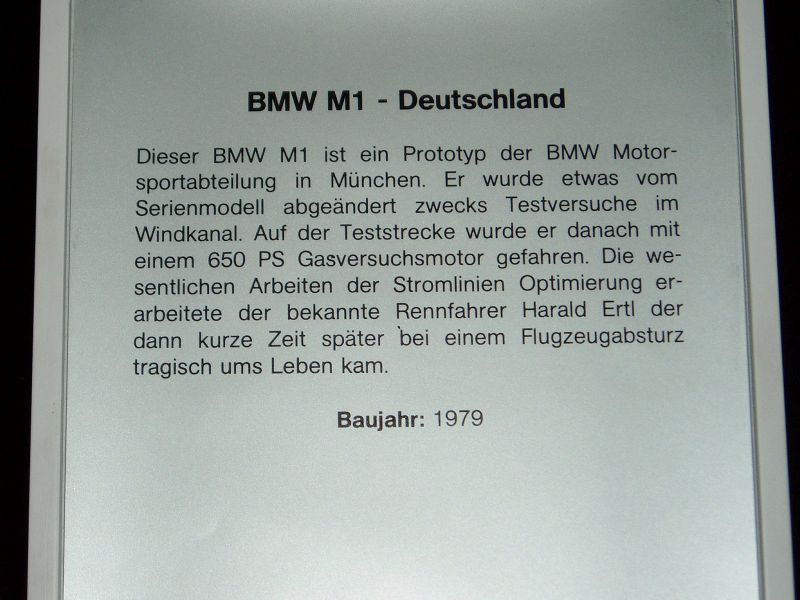 BMW M1 - Deutschland
Dieser BMW M1 ist ein Prototyp der BMW Motor-
sportabteilung in München. Er wurde etwas vom
Serienmodell abgeändert zwecks Testversuche im
Windkanal. Auf der Teststrecke wurde er danach mit
einem 650 PS Gasversuchsmotor gefahren. Die we-
sentlichen Arbeiten der Stromlinien Optimierung er-
arbeitete der bekannte Rennfahrer Harald Ertl der
dann kurze Zeit später bei einem Flugzeugabsturz
tragisch ums Leben kam.
Baujahr: 1979